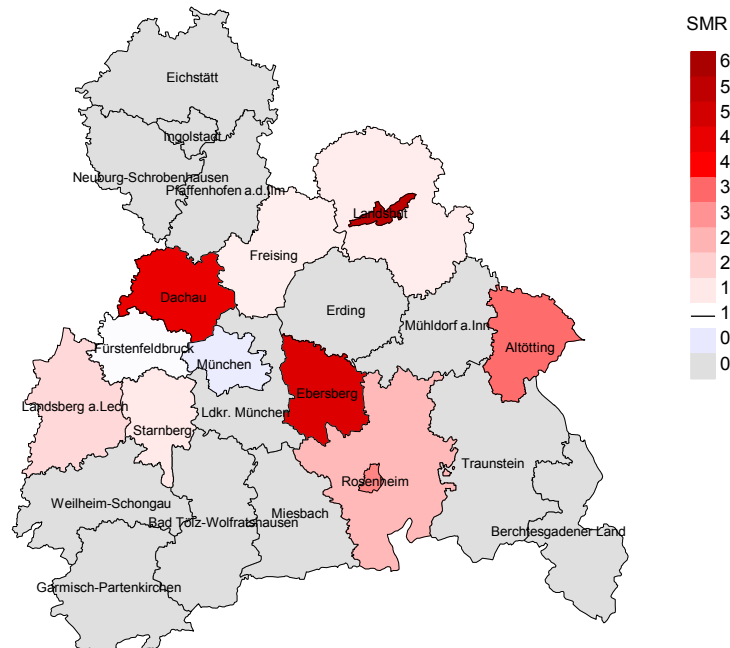 SMR
6
5
5
4
4
3
3
2
2
1
1
0
0
Eichstätt
Ingolstadt
Neuburg-Schrobenhausen
Pfaffenhofen a.d.Ilm
Landshut
Freising
Dachau
Erding
Mühldorf a.Inn
Altötting
Fürstenfeldbruck
München
Ebersberg
Landsberg a.Lech
Ldkr. München
Starnberg
Traunstein
Rosenheim
Weilheim-Schongau
Miesbach
Bad Tölz-Wolfratshausen
Berchtesgadener Land
Garmisch-Partenkirchen